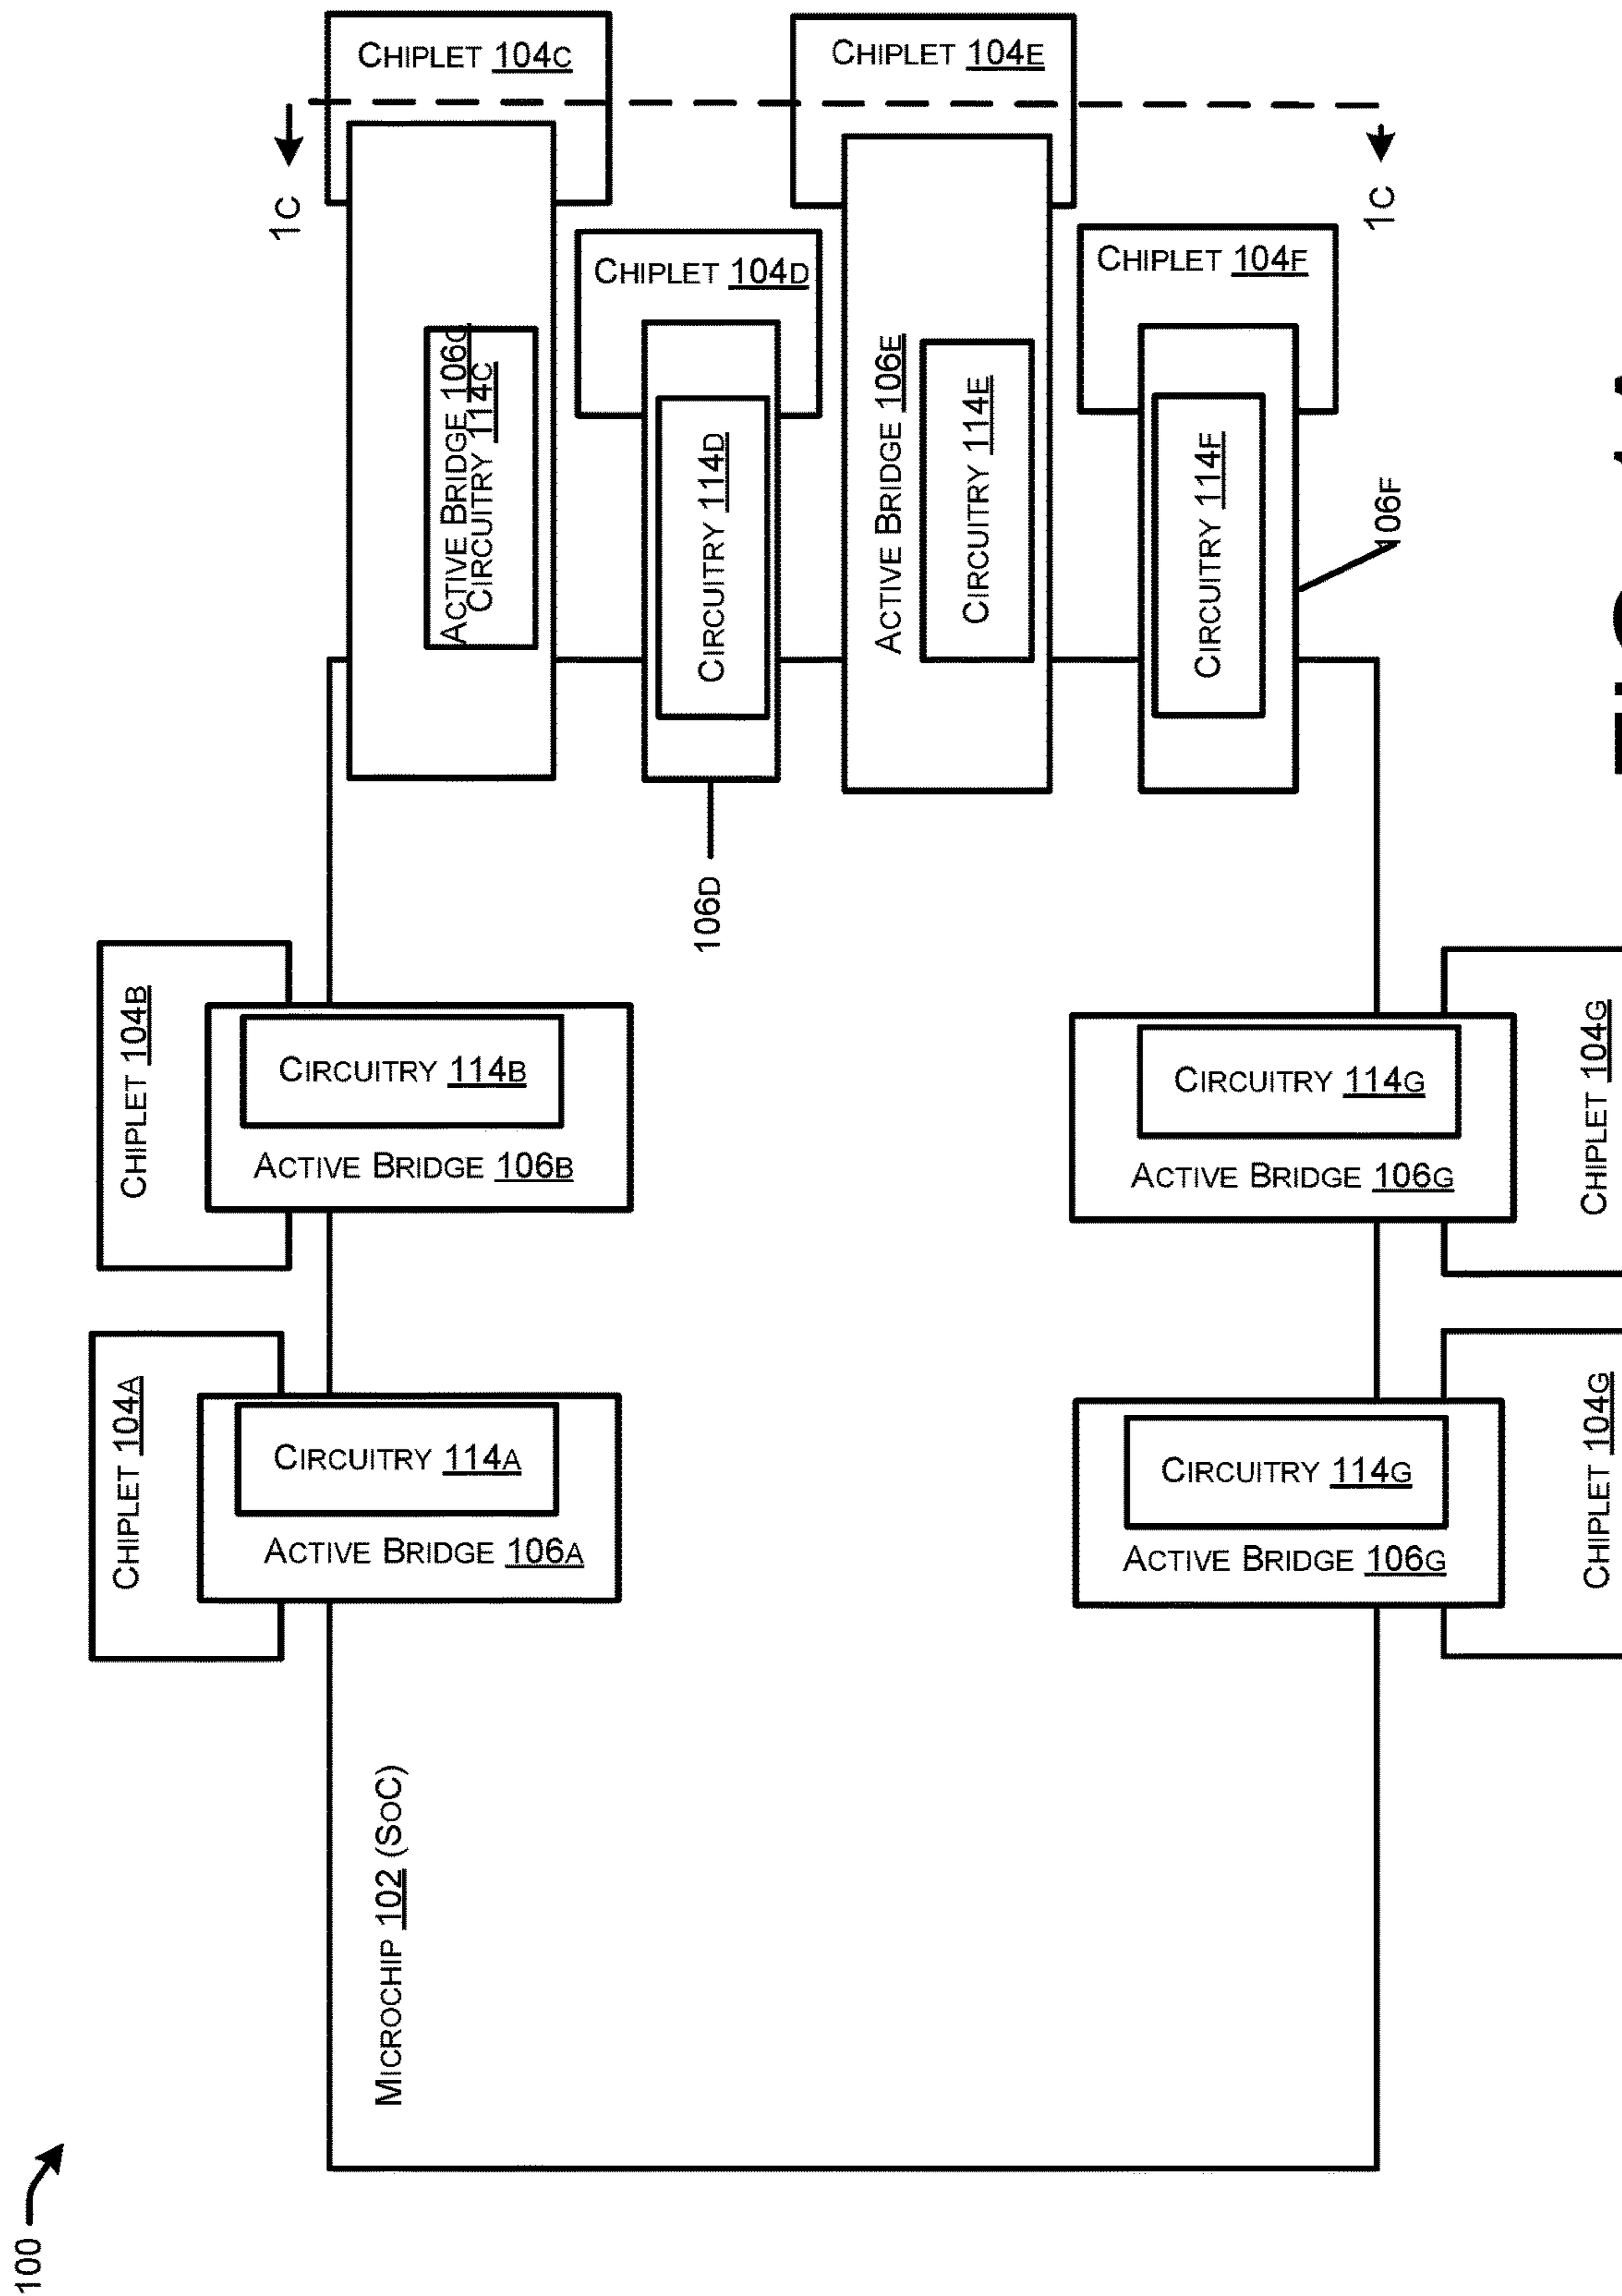 100
MICROCHIP 102 (SOC)
CHIPLET 104A
CIRCUITRY 114A
ACTIVE BRIDGE 106A
CHIPLET 104B
CIRCUITRY 114B
ACTIVE BRIDGE 106B
1C
CHIPLET 104C
ACTIVE BRIDGE 106C
CIRCUITRY 114C
CHIPLET 104D
CIRCUITRY 114D
106D
CHIPLET 104E
ACTIVE BRIDGE 106E
CIRCUITRY 114E
CHIPLET 104F
CIRCUITRY 114F
106F
1C
CIRCUITRY 114G
ACTIVE BRIDGE 106G
CHIPLET 104G
CIRCUITRY 114G
ACTIVE BRIDGE 106G
CHIPLET 104G